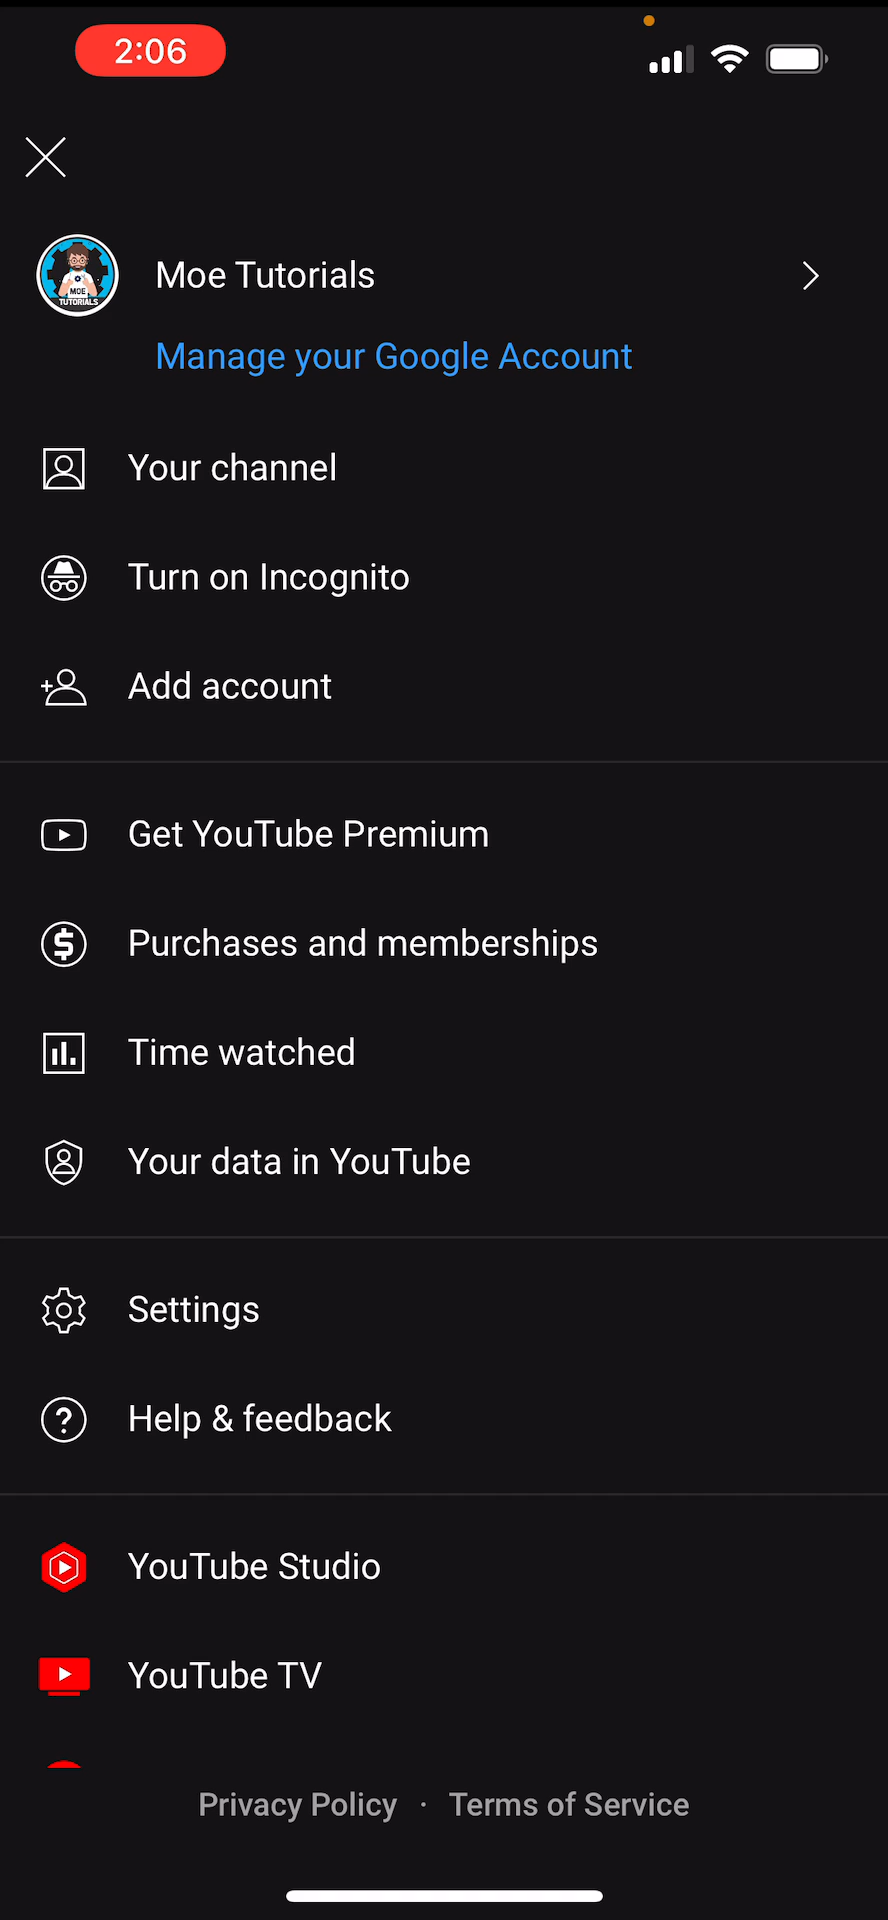 2:06
MOE
TUTORIALS
Moe Tutorials
Manage your Google Account
Your channel
Turn on Incognito
Add account
Get YouTube Premium
Purchases and memberships
Time watched
Your data in YouTube
Settings
Help & feedback
YouTube Studio
YouTube TV
Privacy Policy · Terms of Service